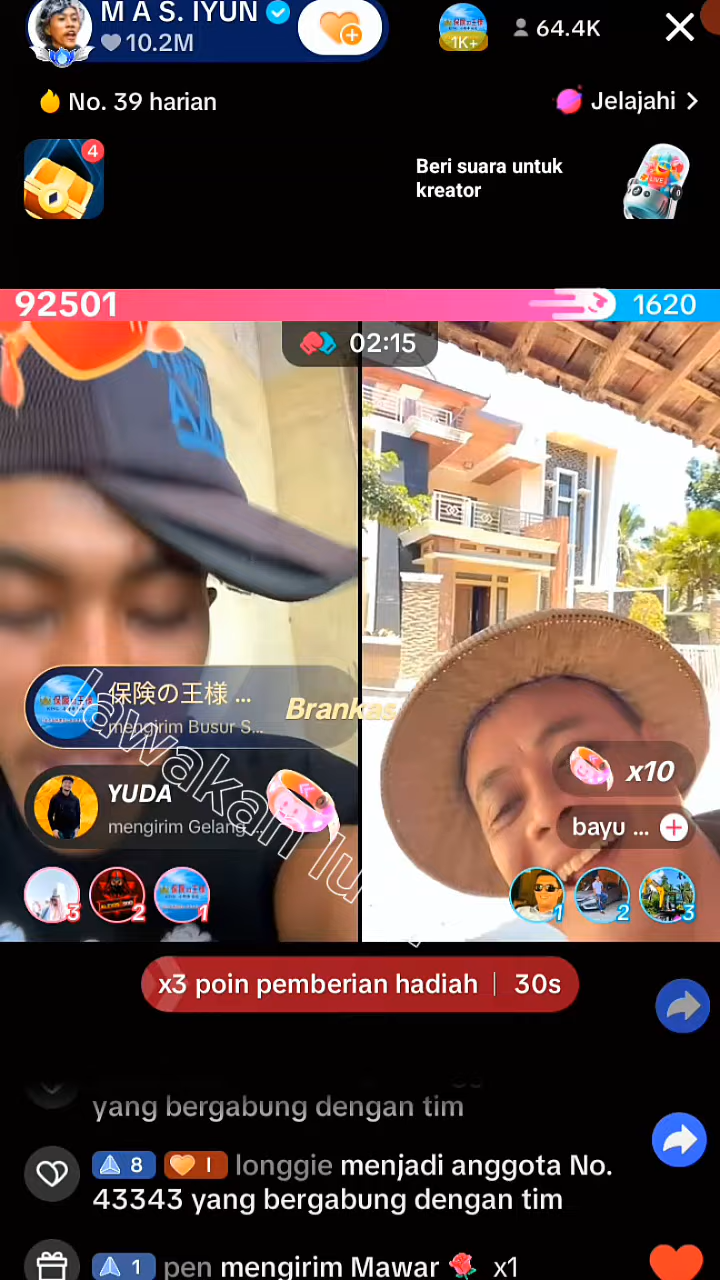 M A S. IYUN
10.2M
1K+
64.4K
No. 39 harian
Jelajahi
4
Beri suara untuk
kreator
LIVE
92501
1620
02:15
保険の王様 ...
mengirim Busur S...
Brankas
lawakan lu
YUDA
mengirim Gelang ...
x10
bayu ...
3
2
1
1
2
3
x3 poin pemberian hadiah | 30s
yang bergabung dengan tim
8 I longgie menjadi anggota No.
43343 yang bergabung dengan tim
1 pen mengirim Mawar x1